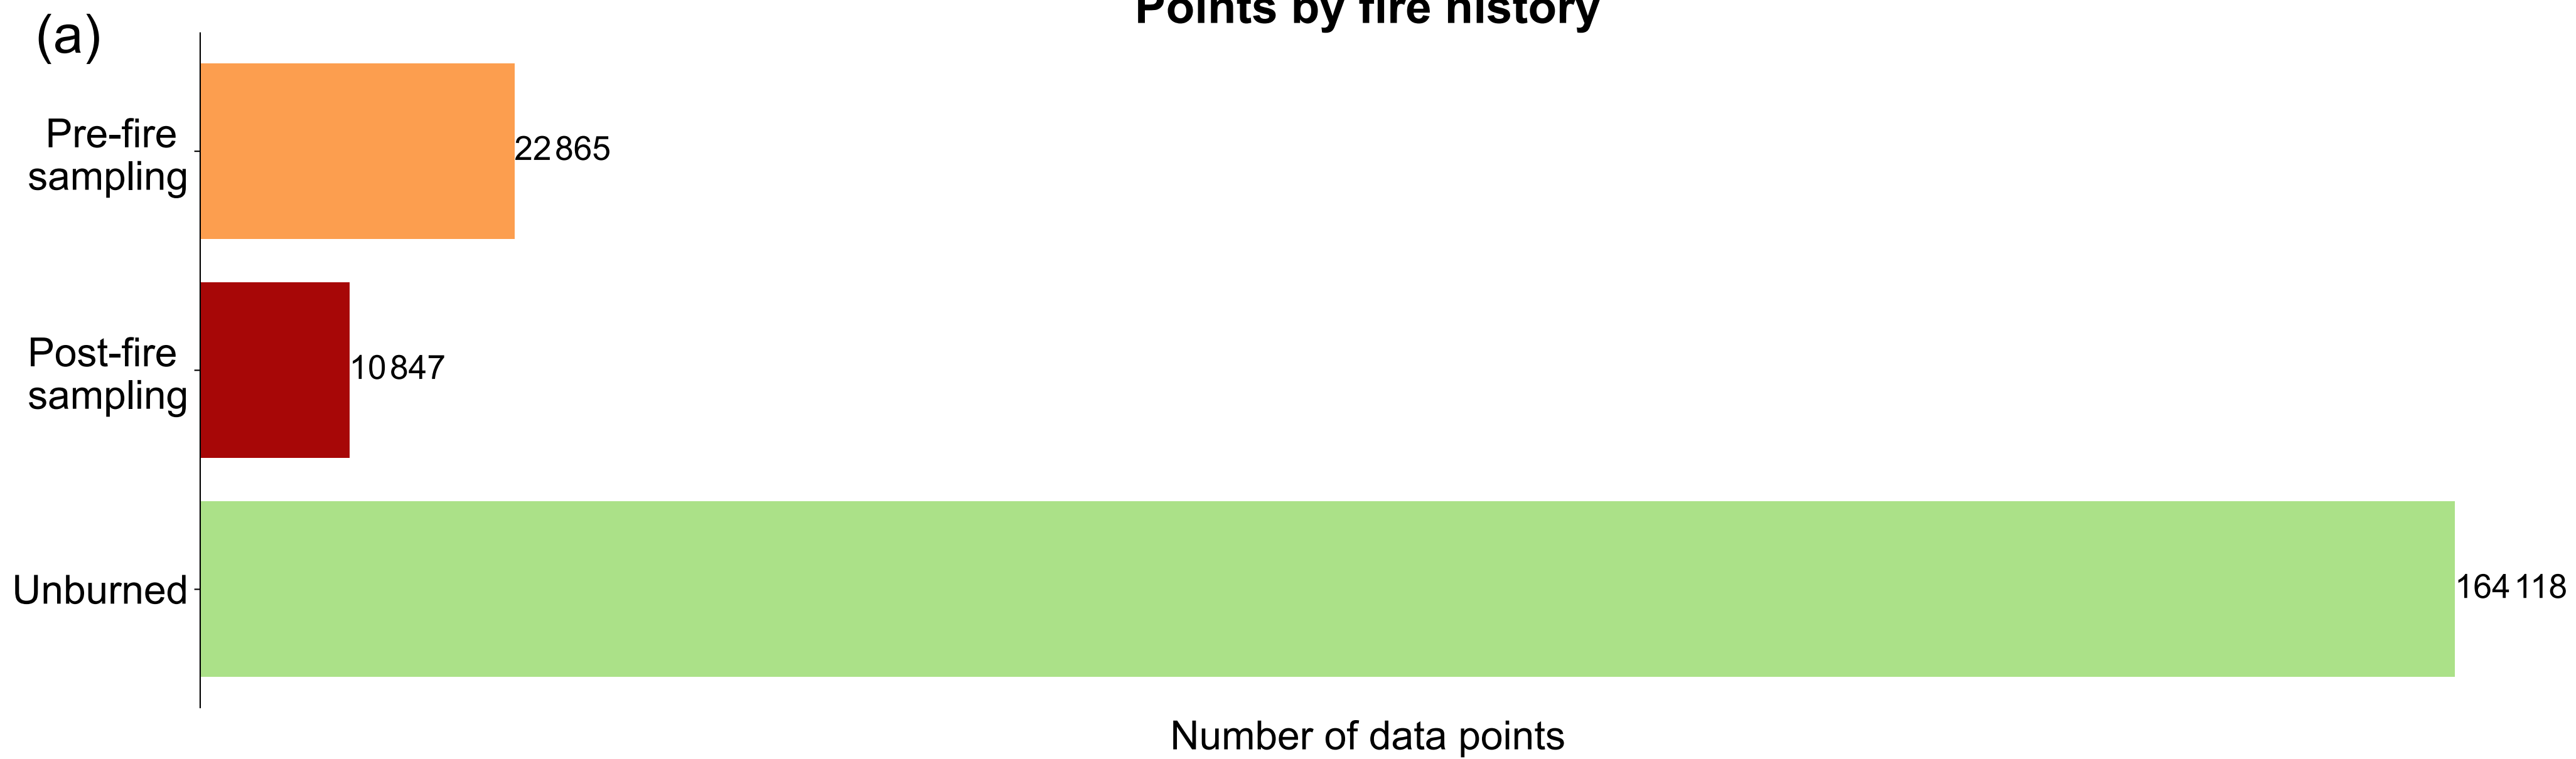 Points by fire history
(a)
Pre-fire
sampling
22 865
Post-fire
sampling
10 847
Unburned
164 118
Number of data points